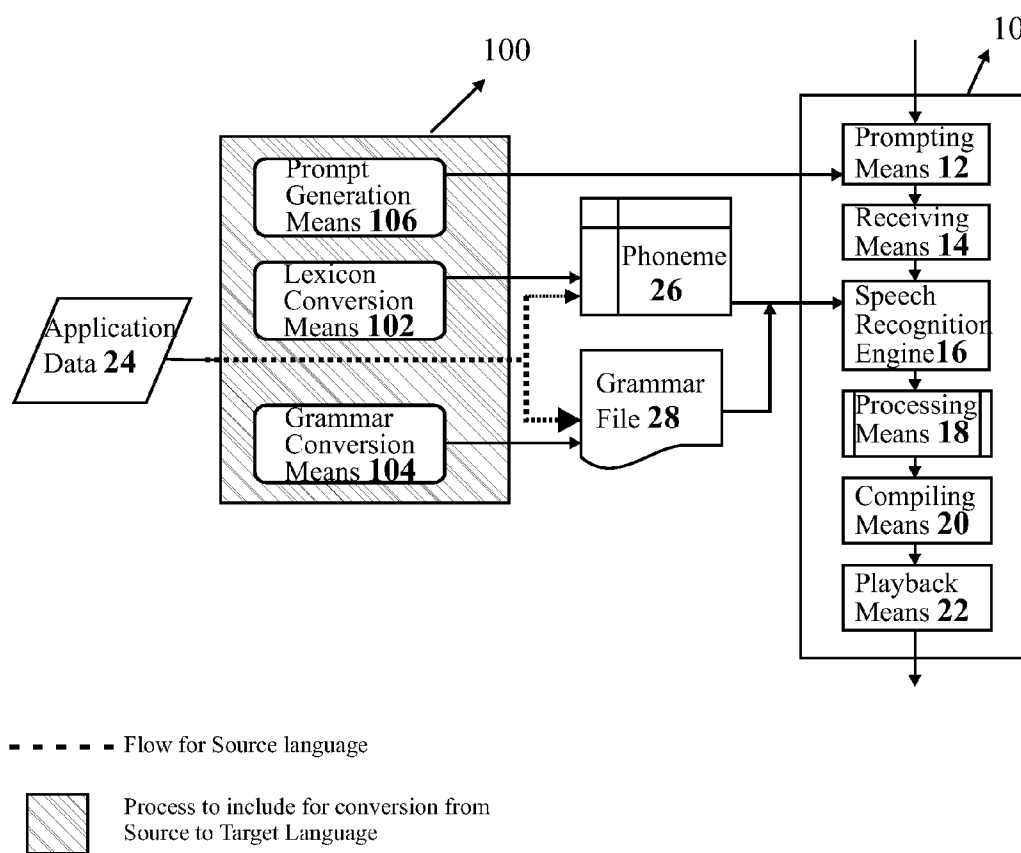 100
10
Prompt
Generation
Means 106
Lexicon
Conversion
Means 102
Grammar
Conversion
Means 104
Application
Data 24
Phoneme
26
Grammar
File 28
Prompting
Means 12
Receiving
Means 14
Speech
Recognition
Engine16
Processing
Means 18
Compiling
Means 20
Playback
Means 22
Flow for Source language
Process to include for conversion from
Source to Target Language